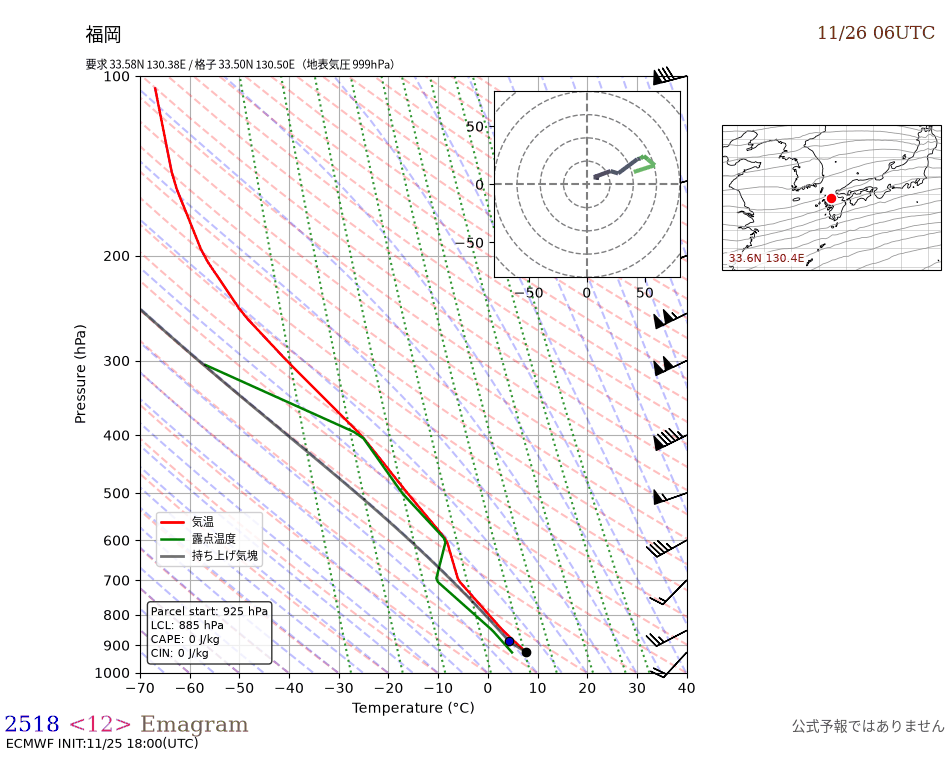 福岡
11/26 06UTC
要求 33.58N 130.38E / 格子 33.50N 130.50E（地表気圧 999hPa）
100
200
300
400
500
600
700
800
900
1000
Pressure (hPa)
−70 −60 −50 −40 −30 −20 −10 0 10 20 30 40
Temperature (°C)
50
0
−50
−50 0 50
33.6N 130.4E
気温
露点温度
持ち上げ気塊
Parcel start: 925 hPa
LCL: 885 hPa
CAPE: 0 J/kg
CIN: 0 J/kg
2518 <12> Emagram
公式予報ではありません
ECMWF INIT:11/25 18:00(UTC)